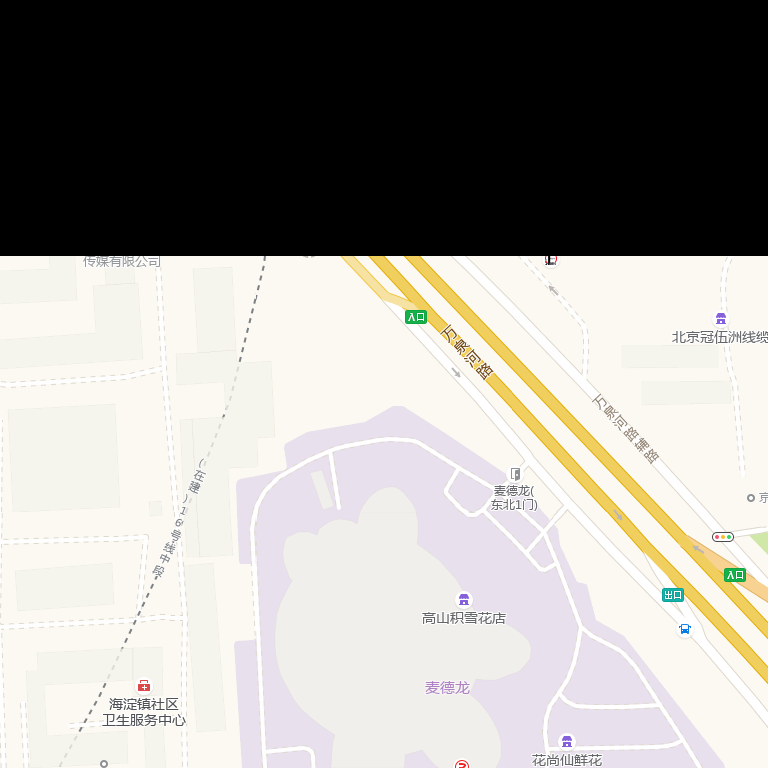 传媒有限公司
入口
万泉河路
北京冠伍洲线缆
万泉河路辅路
(在建)16号线中段
麦德龙(
东北1门)
京
入口
出口
高山积雪花店
麦德龙
海淀镇社区
卫生服务中心
花尚仙鲜花